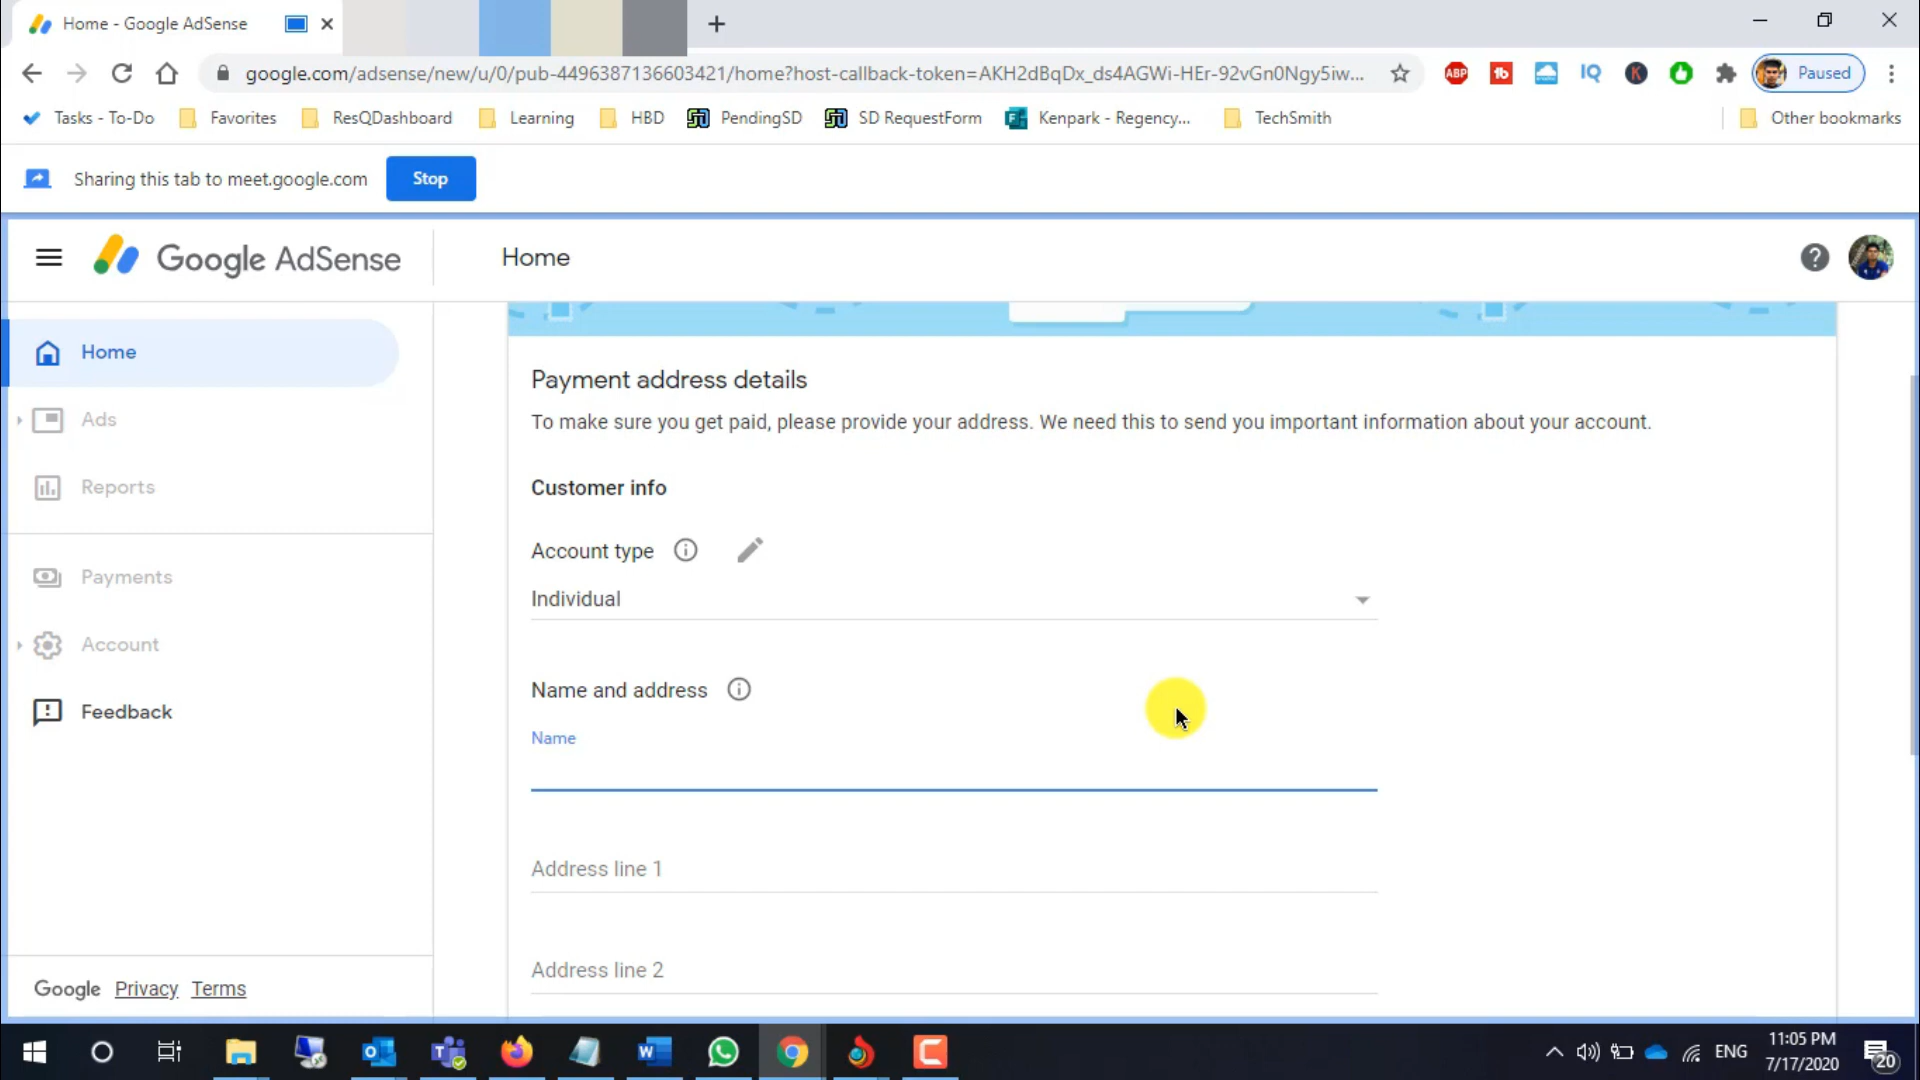 Home - Google AdSense
google.com/adsense/new/u/0/pub-4496387136603421/home?host-callback-token=AKH2dBqDx_ds4AGWi-HEr-92vGn0Ngy5iw...
ABP
IQ
K
Paused
Tasks - To-Do
Favorites
ResQDashboard
Learning
HBD
PendingSD
SD RequestForm
Kenpark - Regency...
TechSmith
Other bookmarks
Sharing this tab to meet.google.com
Stop
Google AdSense
Home
Home
Ads
Reports
Payments
Account
Feedback
Google Privacy Terms
Payment address details
To make sure you get paid, please provide your address. We need this to send you important information about your account.
Customer info
Account type
Individual
Name and address
Name
Address line 1
Address line 2
ENG
11:05 PM
7/17/2020
20